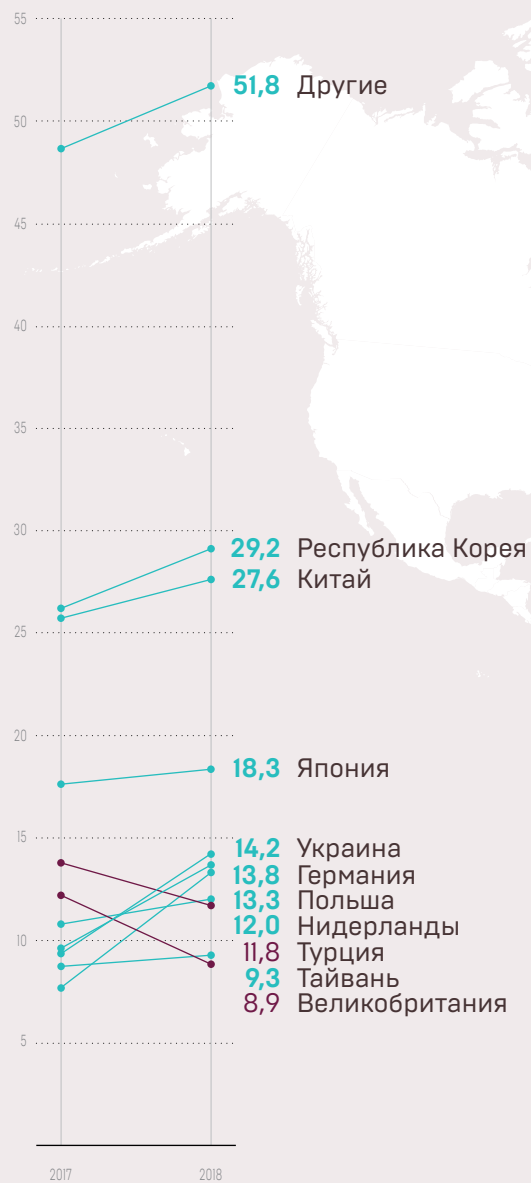 55
51,8 Другие
50
45
40
35
30
29,2 Республика Корея
27,6 Китай
25
20
18,3 Япония
15
14,2 Украина
13,8 Германия
13,3 Польша
12,0 Нидерланды
10
11,8 Турция
9,3 Тайвань
8,9 Великобритания
5
2017 2018